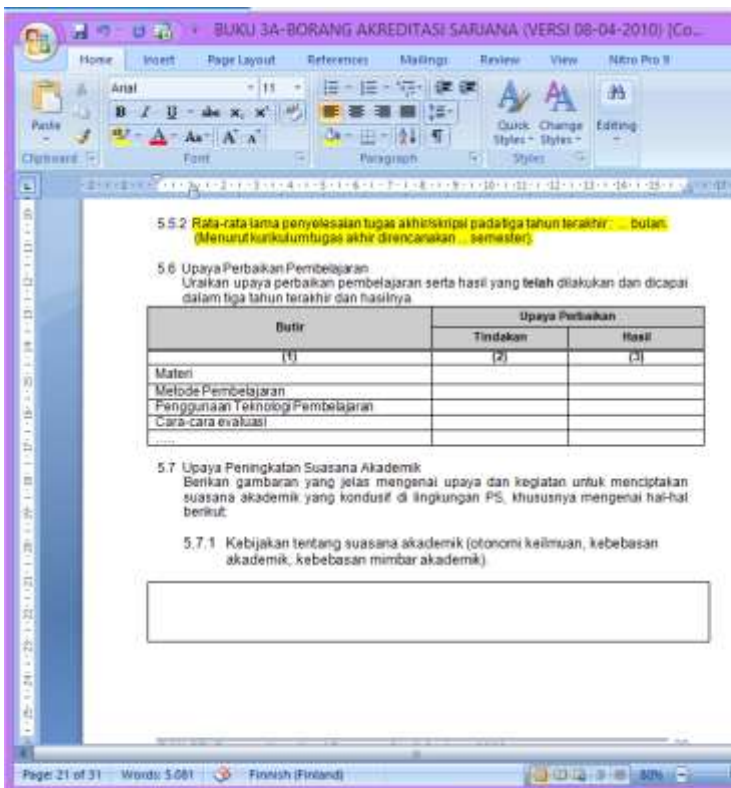 BUKU 3A-BORANG AKREDITASI SARJANA (VERSI 08-04-2010) [Co...
Home Insert Page Layout References Mailings Review View Nitro Pro 9
Paste
Arial 11
Quick Styles
Change Styles
Editing
Clipboard Font Paragraph Styles
5.5.2 Rata-rata lama penyelesaian tugas akhir/skripsi pada tiga tahun terakhir : ... bulan.
(Menurut kurikulum tugas akhir direncanakan ... semester).
5.6 Upaya Perbaikan Pembelajaran
Uraikan upaya perbaikan pembelajaran serta hasil yang telah dilakukan dan dicapai
dalam tiga tahun terakhir dan hasilnya.
Butir Upaya Perbaikan
Tindakan Hasil
(1) (2) (3)
Materi
Metode Pembelajaran
Penggunaan Teknologi Pembelajaran
Cara-cara evaluasi
.....
5.7 Upaya Peningkatan Suasana Akademik
Berikan gambaran yang jelas mengenai upaya dan kegiatan untuk menciptakan
suasana akademik yang kondusif di lingkungan PS, khususnya mengenai hal-hal
berikut:
5.7.1 Kebijakan tentang suasana akademik (otonomi keilmuan, kebebasan
akademik, kebebasan mimbar akademik).
Page: 21 of 31 Words: 5.081 Finnish (Finland) 80%